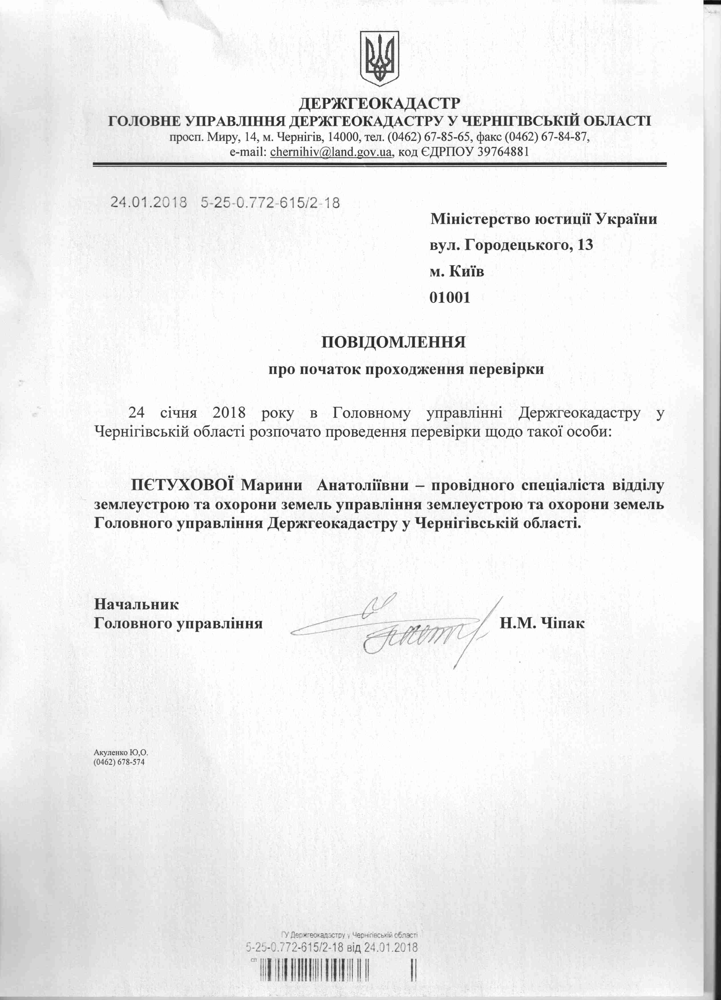 ДЕРЖГЕОКАДАСТР
ГОЛОВНЕ УПРАВЛІННЯ ДЕРЖГЕОКАДАСТРУ У ЧЕРНІГІВСЬКІЙ ОБЛАСТІ
просп. Миру, 14, м. Чернігів, 14000, тел. (0462) 67-85-65, факс (0462) 67-84-87,
e-mail: chernihiv@land.gov.ua, код ЄДРПОУ 39764881
24.01.2018 5-25-0.772-615/2-18
Міністерство юстиції України
вул. Городецького, 13
м. Київ
01001
ПОВІДОМЛЕННЯ
про початок проходження перевірки
24 січня 2018 року в Головному управлінні Держгеокадастру у
Чернігівській області розпочато проведення перевірки щодо такої особи:
ПЄТУХОВОЇ Марини Анатоліївни – провідного спеціаліста відділу
землеустрою та охорони земель управління землеустрою та охорони земель
Головного управління Держгеокадастру у Чернігівській області.
Начальник
Головного управління Н.М. Чіпак
Акуленко Ю,О.
(0462) 678-574
ГУ Держгеокадастру у Чернігівській області
5-25-0.772-615/2-18 від 24.01.2018
сп